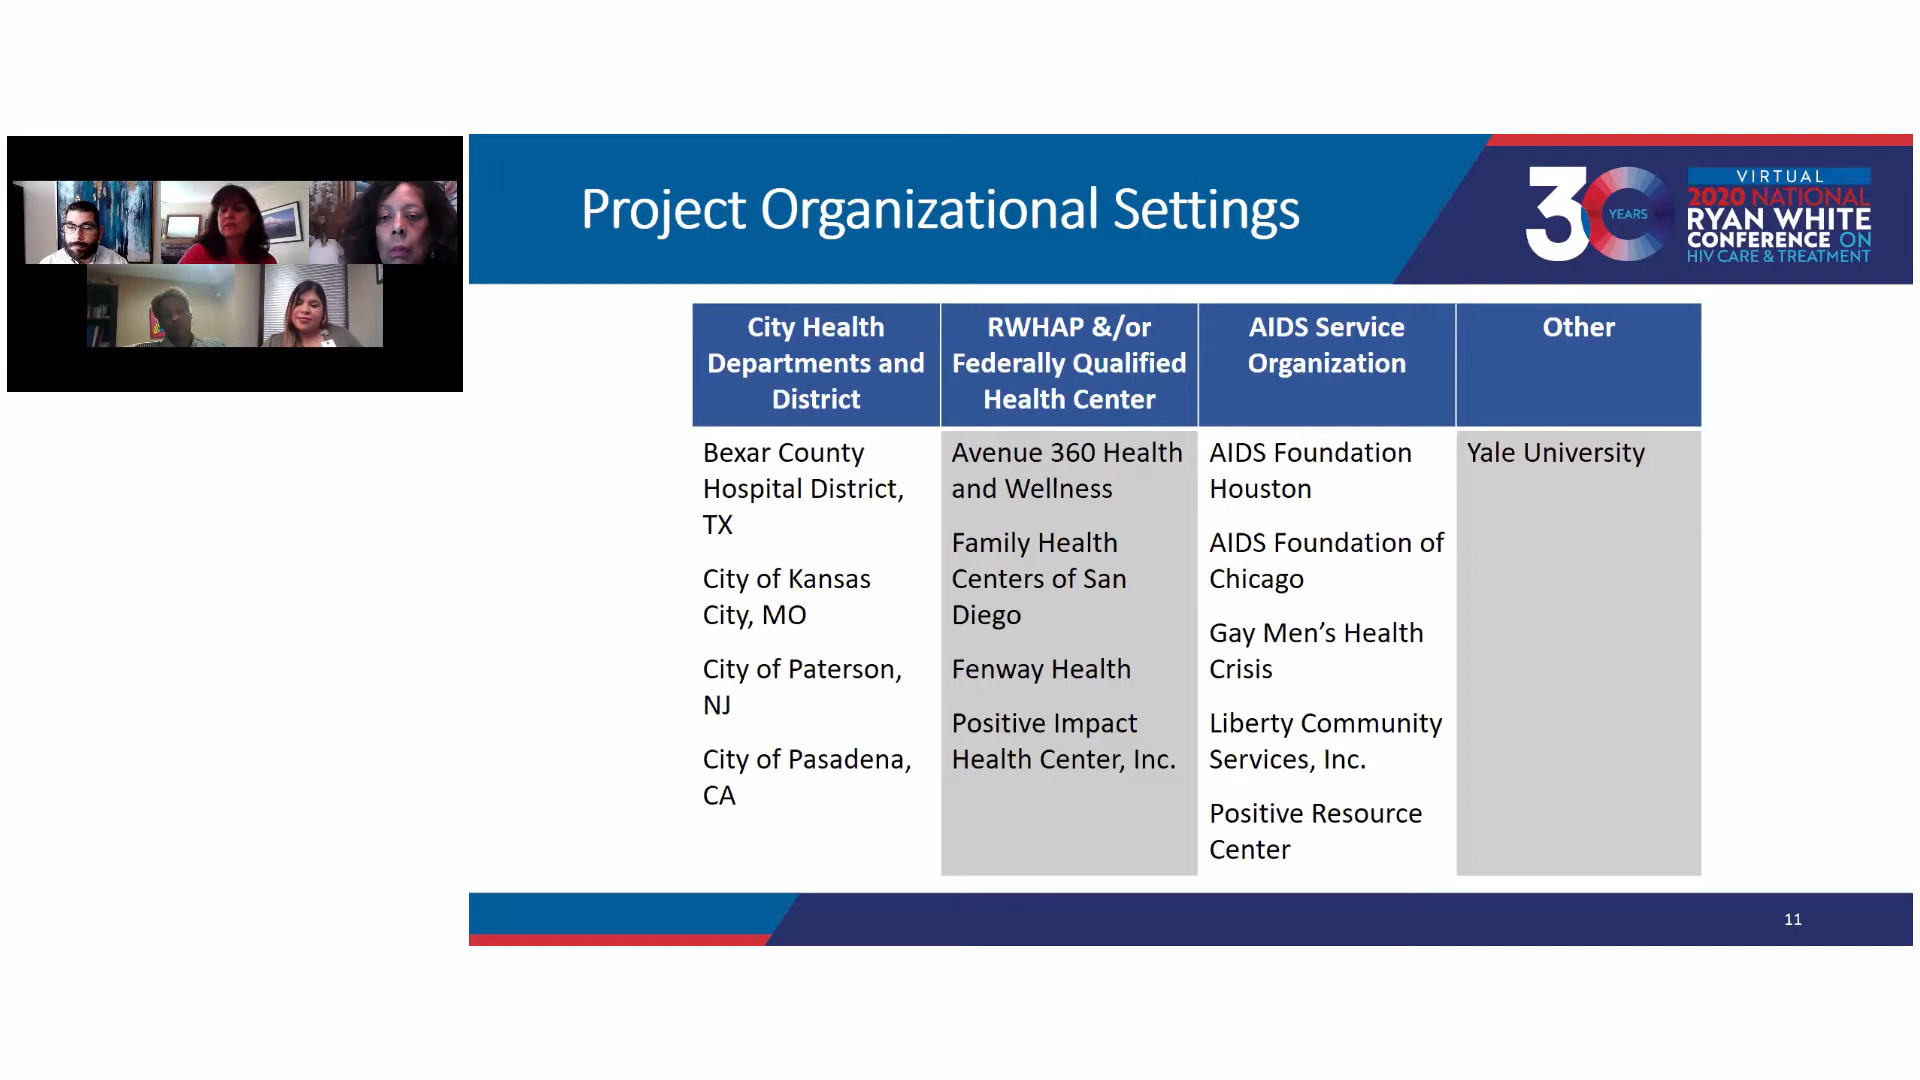 Project Organizational Settings
30
YEARS
VIRTUAL
2020 NATIONAL
RYAN WHITE
CONFERENCE ON
HIV CARE & TREATMENT
City Health
Departments and
District
RWHAP &/or
Federally Qualified
Health Center
AIDS Service
Organization
Other
Bexar County
Hospital District,
TX
City of Kansas
City, MO
City of Paterson,
NJ
City of Pasadena,
CA
Avenue 360 Health
and Wellness
Family Health
Centers of San
Diego
Fenway Health
Positive Impact
Health Center, Inc.
AIDS Foundation
Houston
AIDS Foundation of
Chicago
Gay Men’s Health
Crisis
Liberty Community
Services, Inc.
Positive Resource
Center
Yale University
11